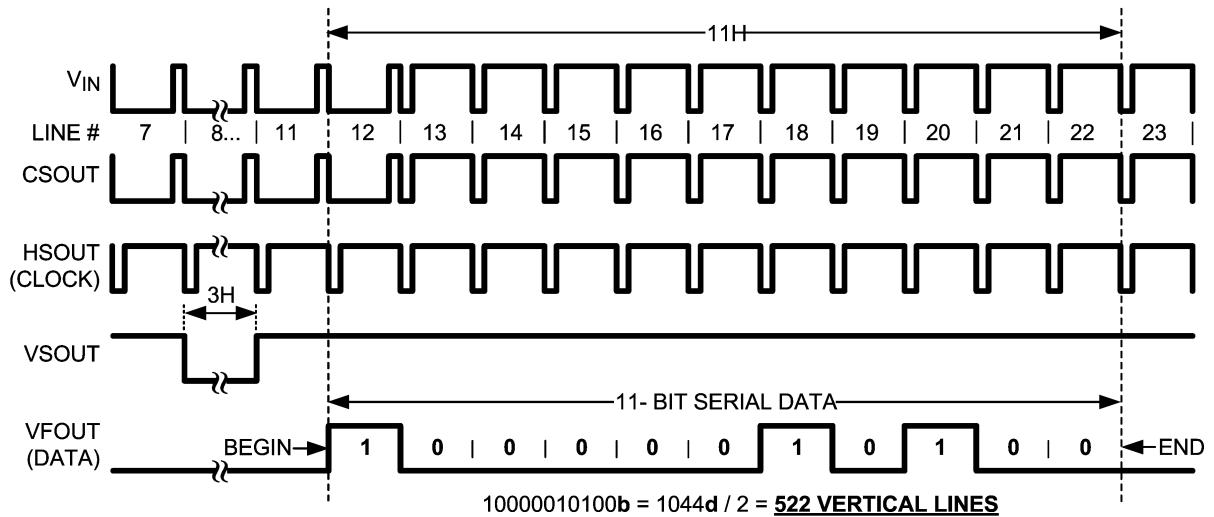 11H
VIN
LINE # 7 | 8... | 11 | 12 | 13 | 14 | 15 | 16 | 17 | 18 | 19 | 20 | 21 | 22 | 23 |
CSOUT
HSOUT
(CLOCK)
3H
VSOUT
11- BIT SERIAL DATA
VFOUT
(DATA)
BEGIN 1 0 | 0 | 0 | 0 | 0 1 0 1 0 | 0 END
10000010100b = 1044d / 2 = 522 VERTICAL LINES